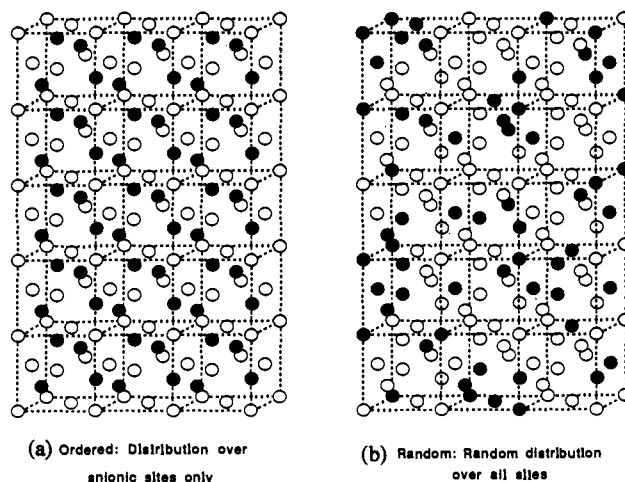 (a) Ordered: Distribution over
anionic sites only
(b) Random: Random distribution
over all sites